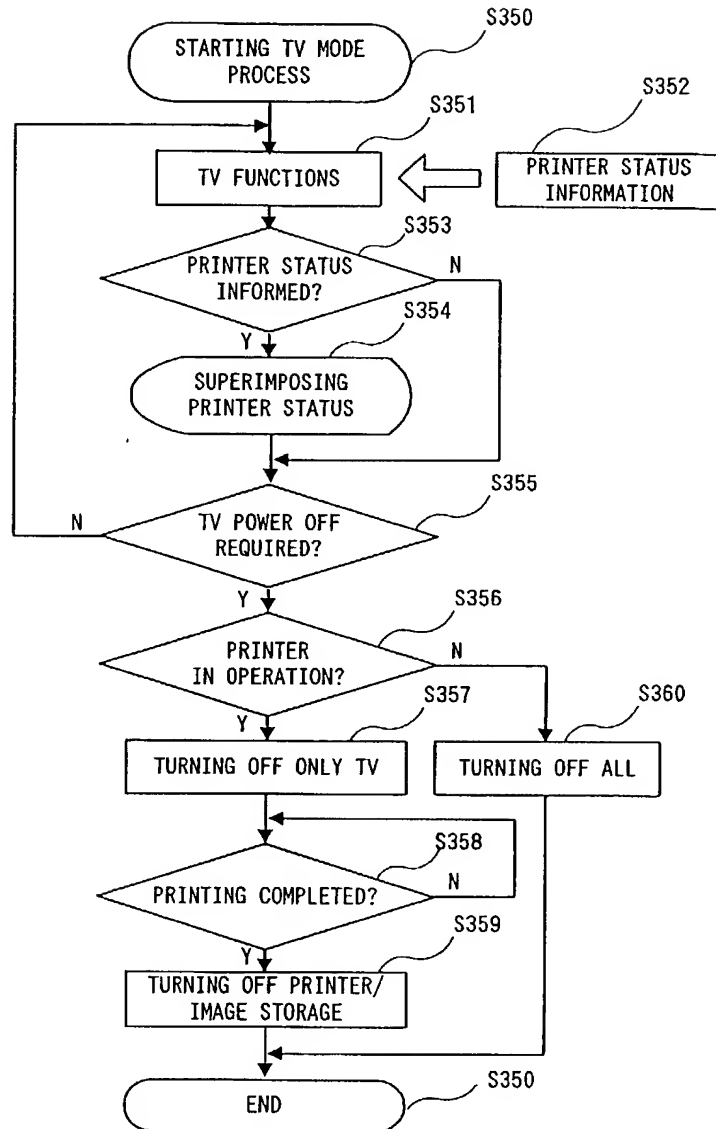 S350
STARTING TV MODE
PROCESS
S351
S352
TV FUNCTIONS
PRINTER STATUS
INFORMATION
S353
PRINTER STATUS
INFORMED?
N
Y
S354
SUPERIMPOSING
PRINTER STATUS
S355
TV POWER OFF
REQUIRED?
N
Y
S356
PRINTER
IN OPERATION?
N
Y
S357
S360
TURNING OFF ONLY TV
TURNING OFF ALL
S358
PRINTING COMPLETED?
N
Y
S359
TURNING OFF PRINTER/
IMAGE STORAGE
S350
END